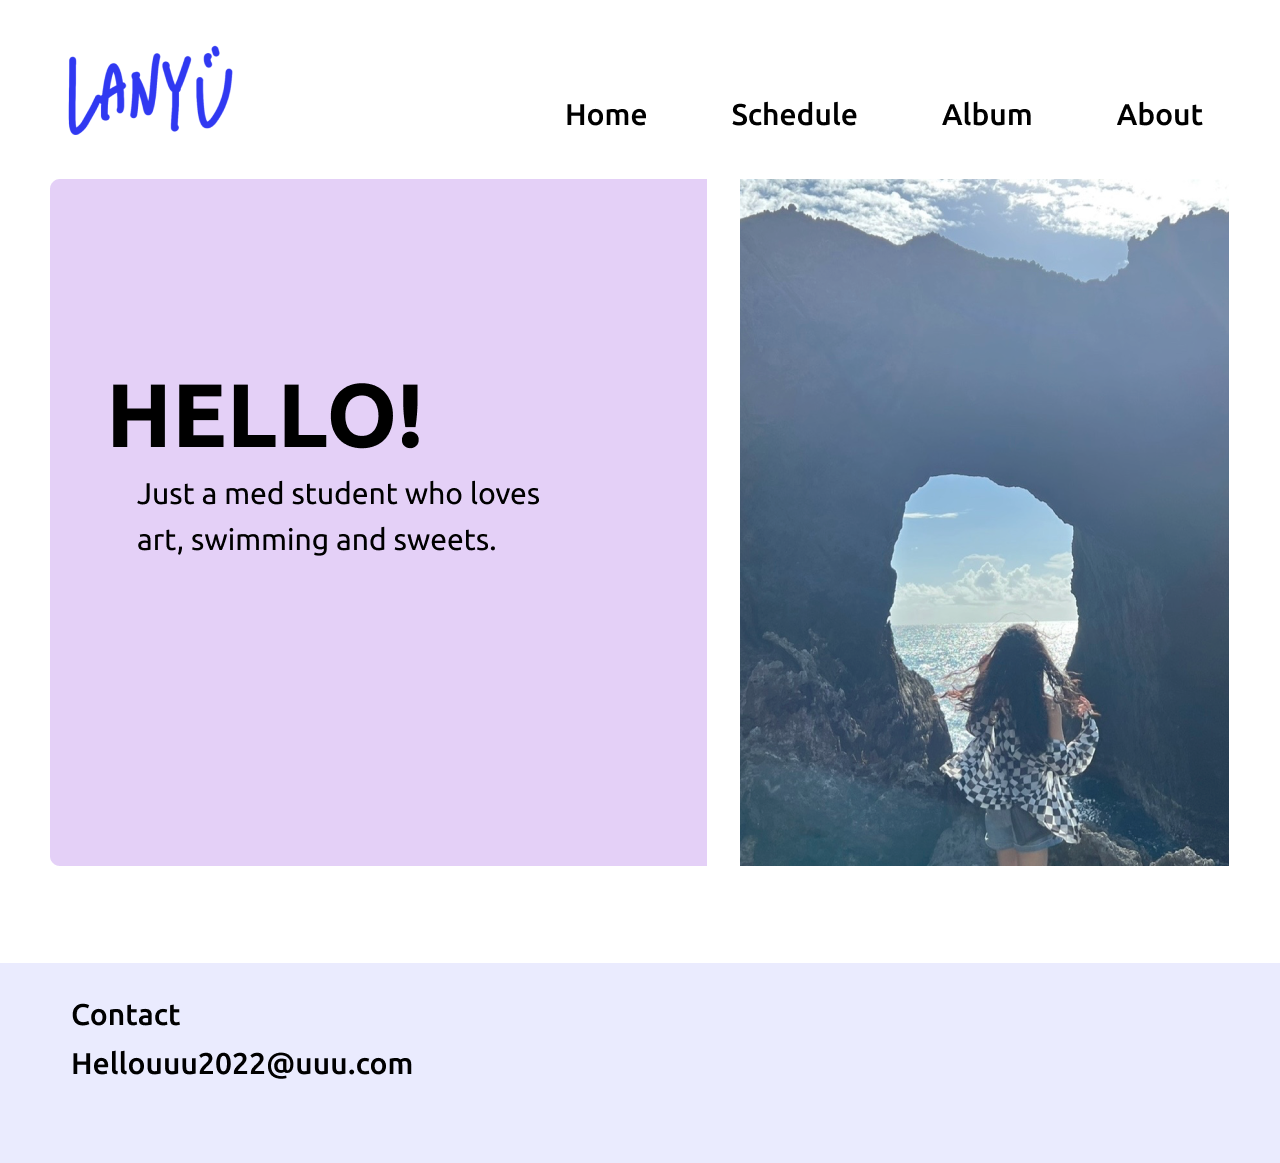 LANYÜ
Home Schedule Album About
HELLO!
Just a med student who loves
art, swimming and sweets.
Contact
Hellouuu2022@uuu.com